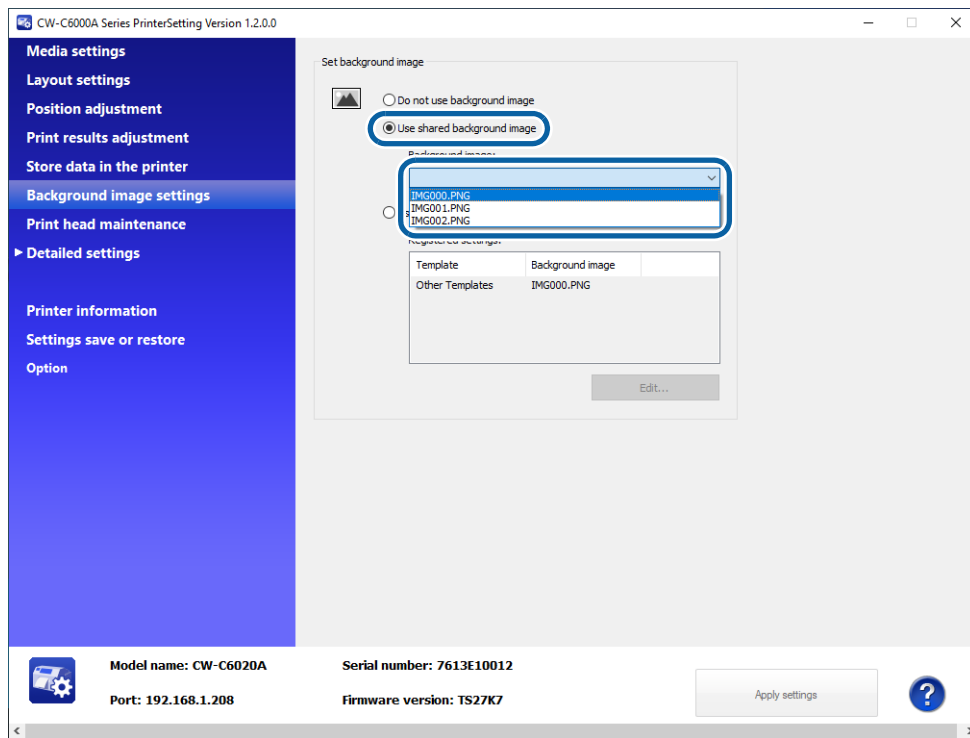 CW-C6000A Series PrinterSetting Version 1.2.0.0
Media settings
Layout settings
Position adjustment
Print results adjustment
Store data in the printer
Background image settings
Print head maintenance
Detailed settings
Printer information
Settings save or restore
Option
Set background image
Do not use background image
Use shared background image
Background image:
IMG000.PNG
IMG001.PNG
IMG002.PNG
Registered settings:
Template Background image
Other Templates IMG000.PNG
Edit...
Model name: CW-C6020A Serial number: 7613E10012
Port: 192.168.1.208 Firmware version: TS27K7
Apply settings
?